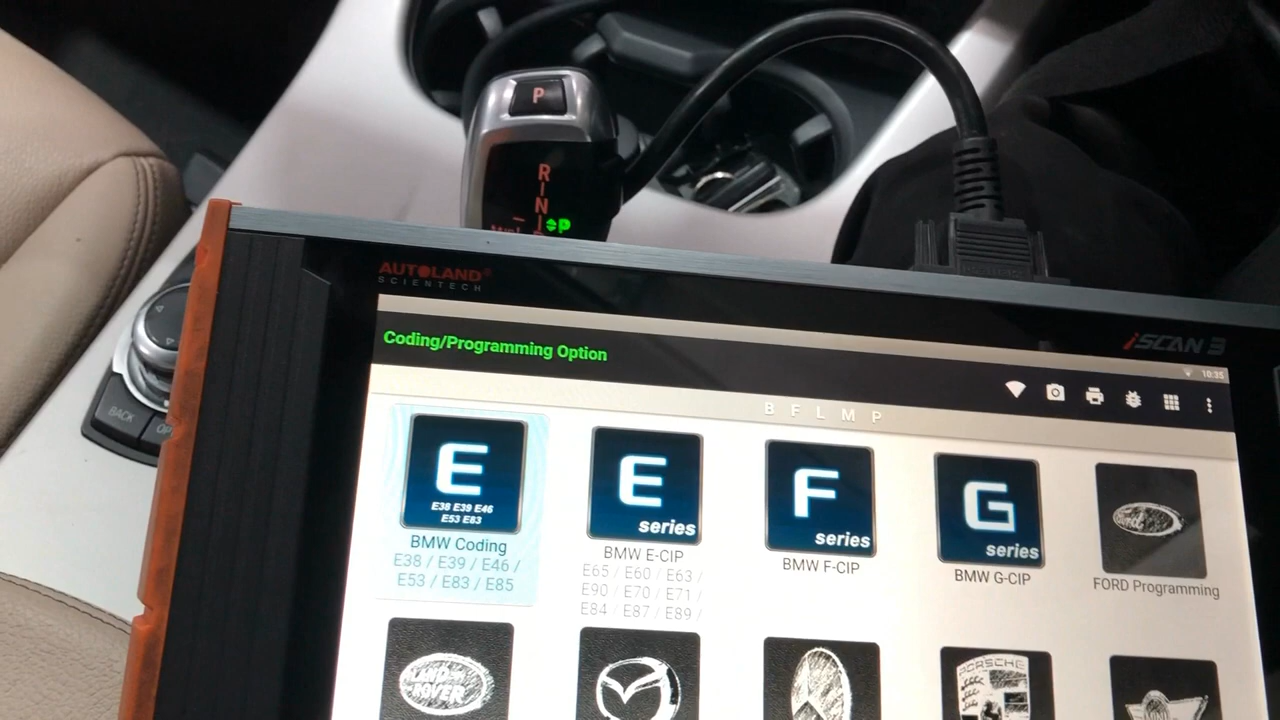 P
R
N
P
BACK
AUTOLAND®
SCIENTECH
iSCAN 3
10:35
Coding/Programming Option
B F L M P
E
E38 E39 E46
E53 E83
BMW Coding
E38 / E39 / E46 /
E53 / E83 / E85
E
series
BMW E-CIP
E65 / E60 / E63 /
E90 / E70 / E71 /
E84 / E87 / E89 /
F
series
BMW F-CIP
G
series
BMW G-CIP
FORD Programming
LAND
ROVER
PORSCHE